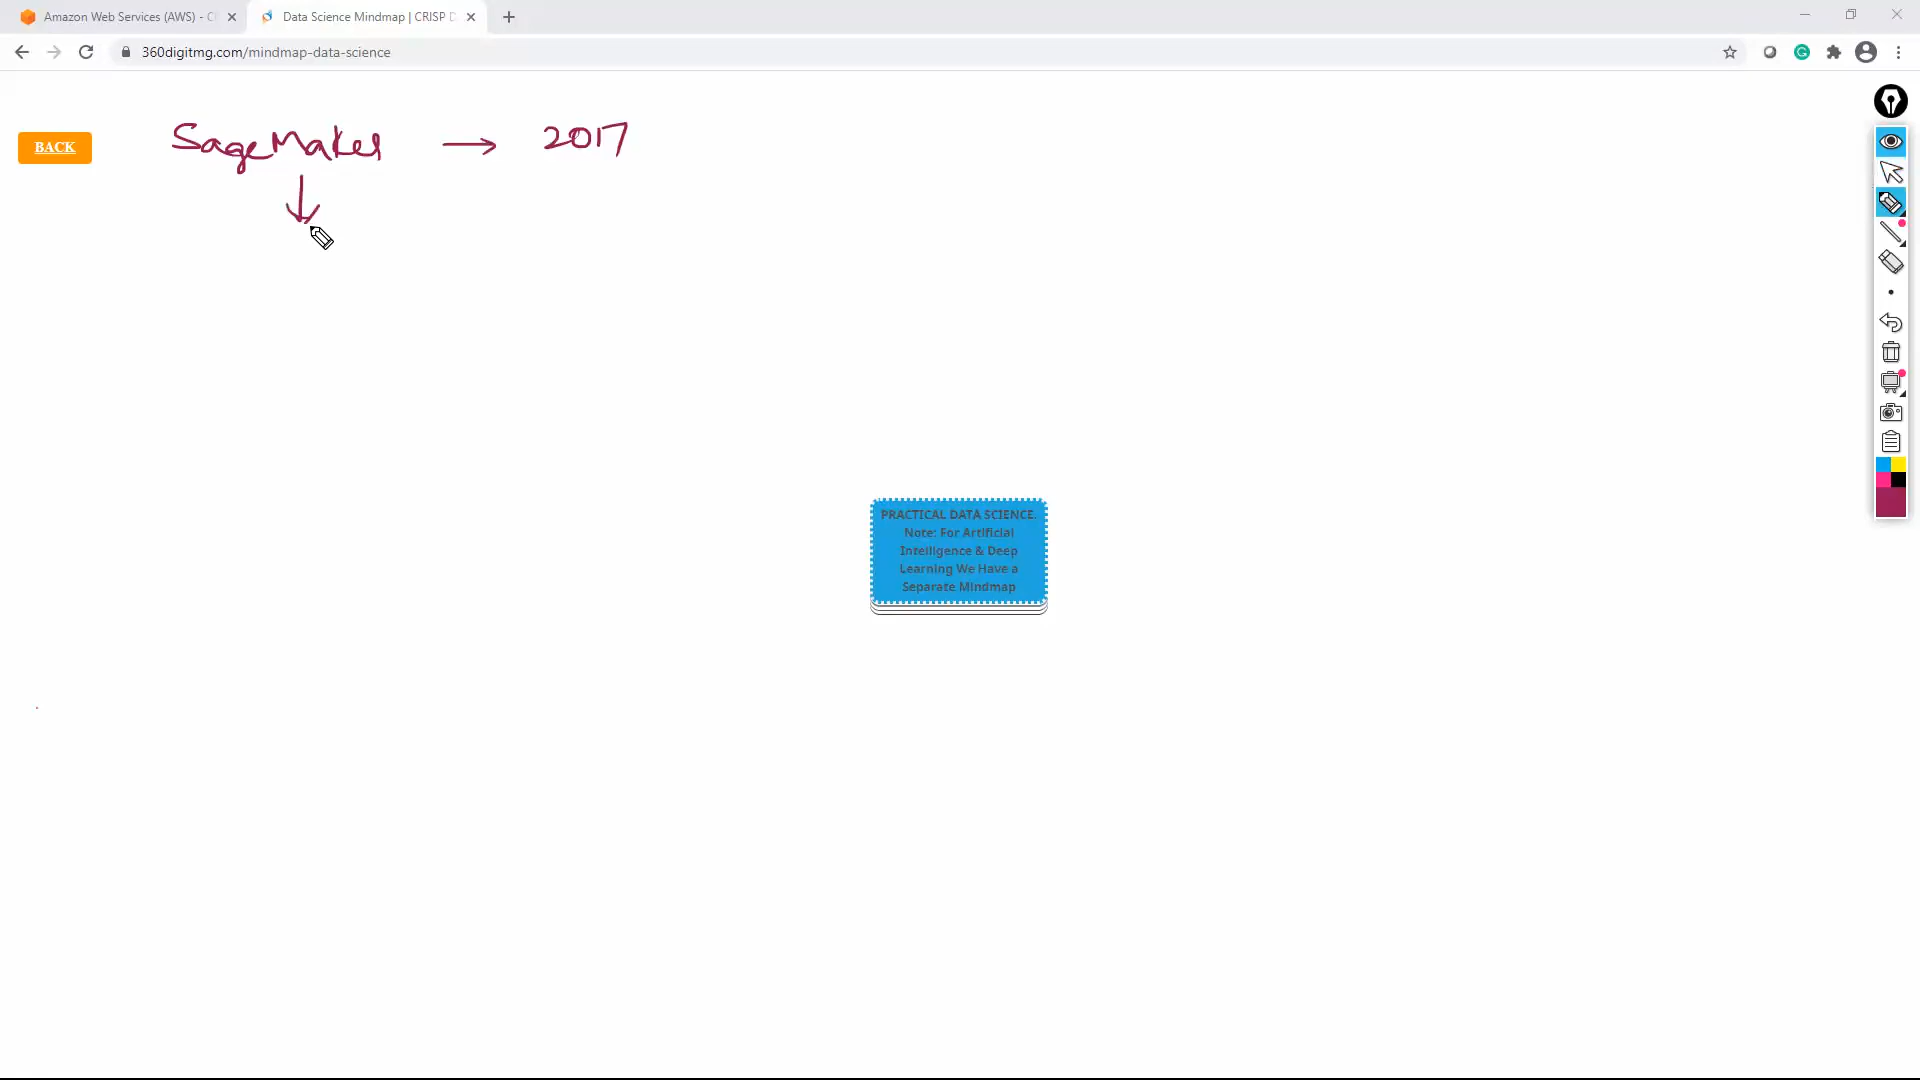 Amazon Web Services (AWS) - C
Data Science Mindmap | CRISP D
360digitmg.com/mindmap-data-science
BACK
SageMaker → 2017
PRACTICAL DATA SCIENCE.
Note: For Artificial
Intelligence & Deep
Learning We Have a
Separate Mindmap